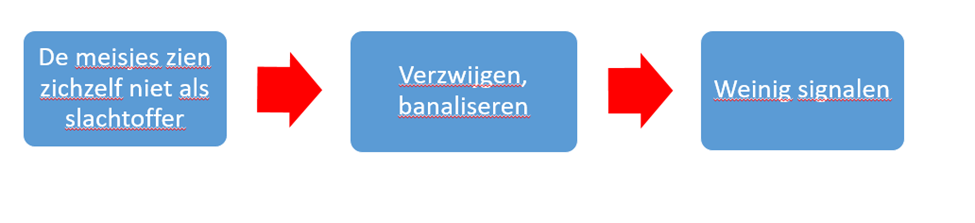 De meisjes zien
zichzelf niet als
slachtoffer
Verzwijgen,
banaliseren
Weinig signalen